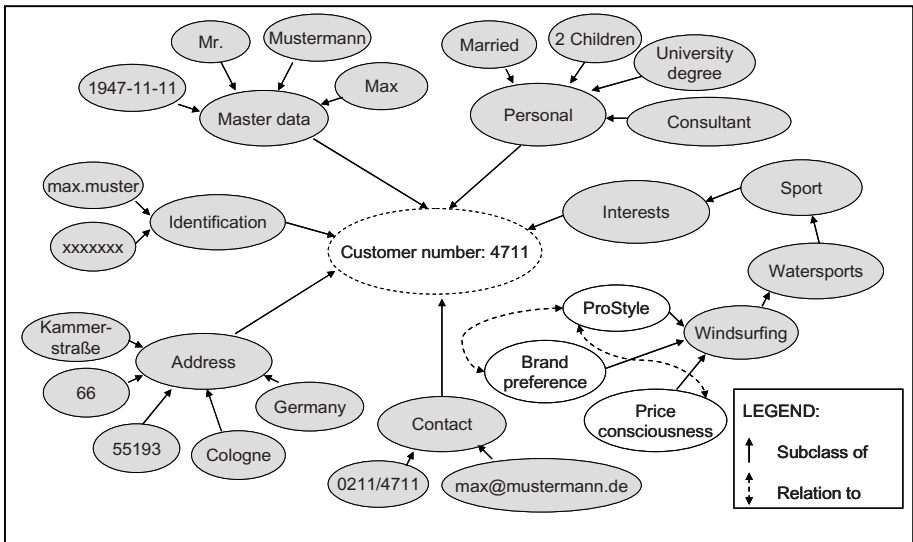 Mr.
Mustermann
1947-11-11
Max
Master data
Married
2 Children
University
degree
Personal
Consultant
max.muster
xxxxxxx
Identification
Customer number: 4711
Interests
Sport
Watersports
Windsurfing
ProStyle
Brand
preference
Price
consciousness
Kammer-
straße
66
55193
Cologne
Germany
Address
Contact
0211/4711
max@mustermann.de
LEGEND:
Subclass of
Relation to